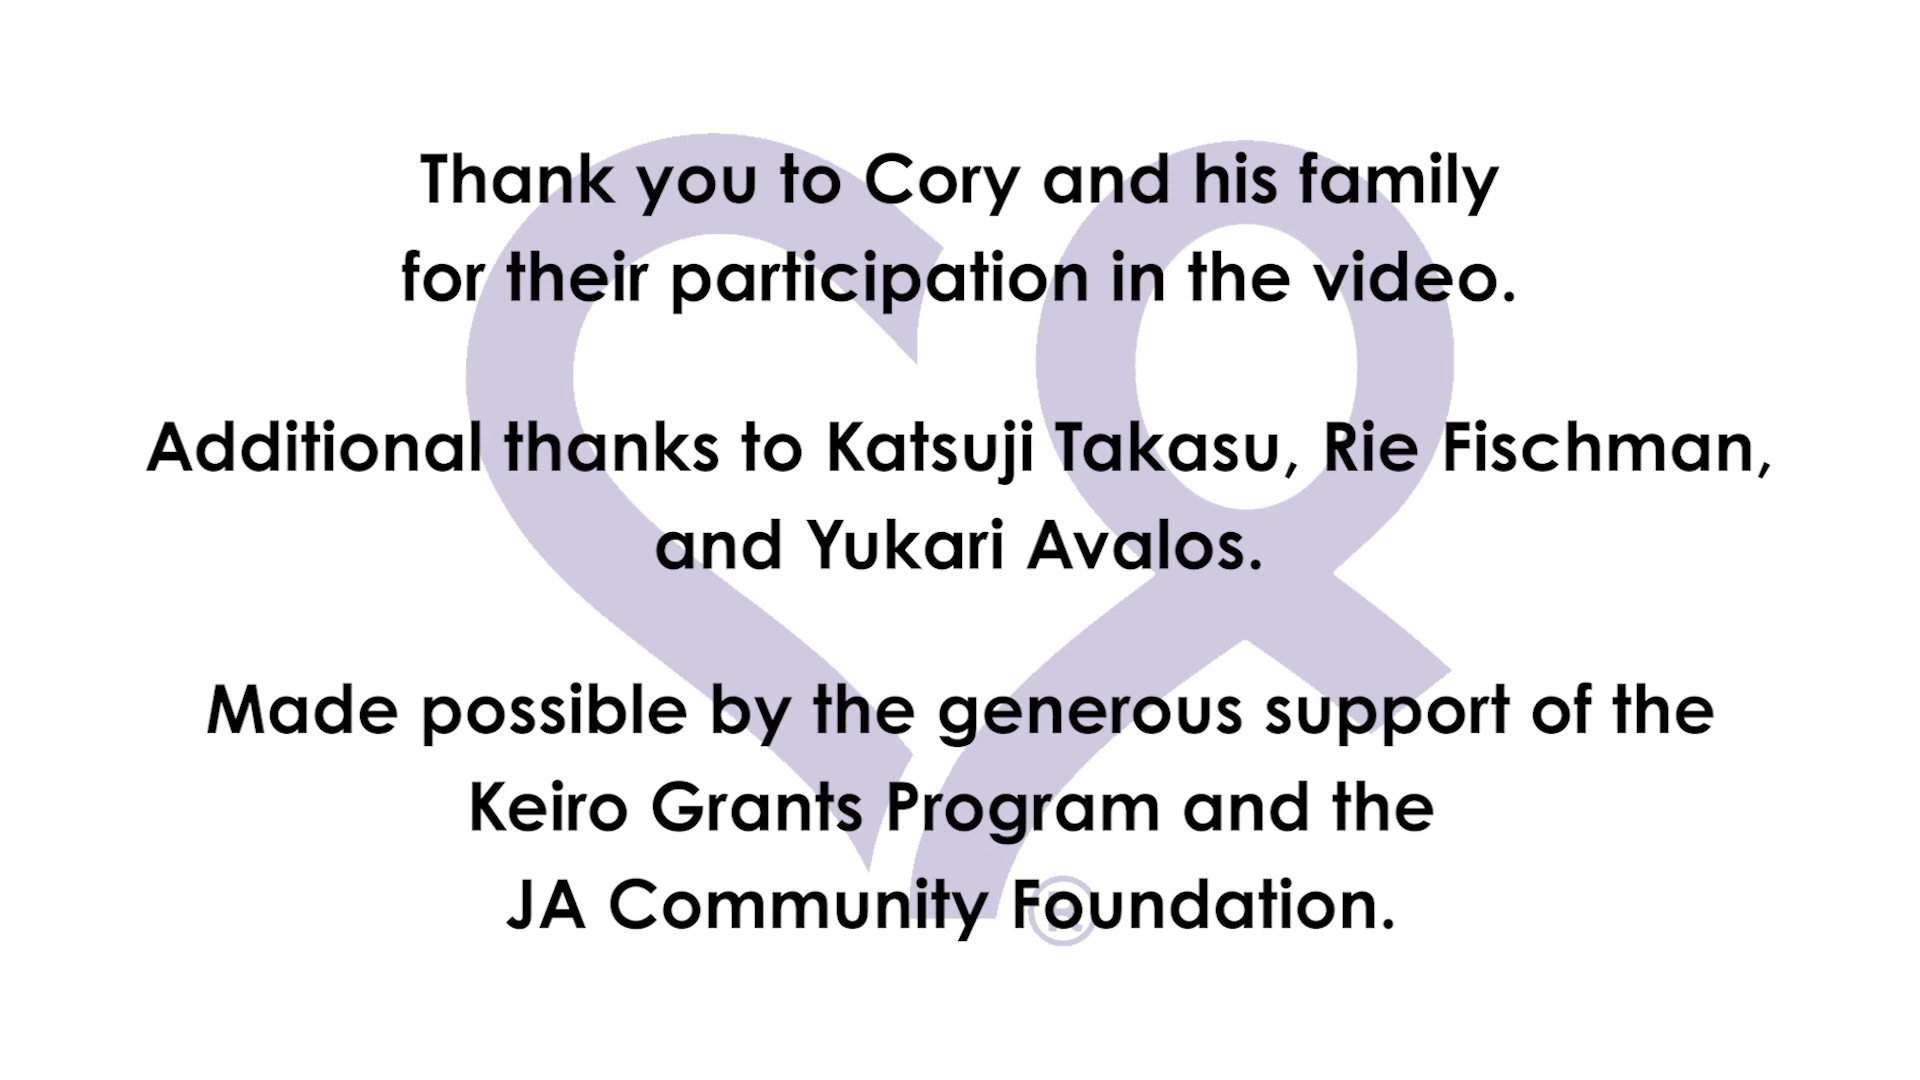 Thank you to Cory and his family
for their participation in the video.
Additional thanks to Katsuji Takasu, Rie Fischman,
and Yukari Avalos.
Made possible by the generous support of the
Keiro Grants Program and the
JA Community Foundation.
®